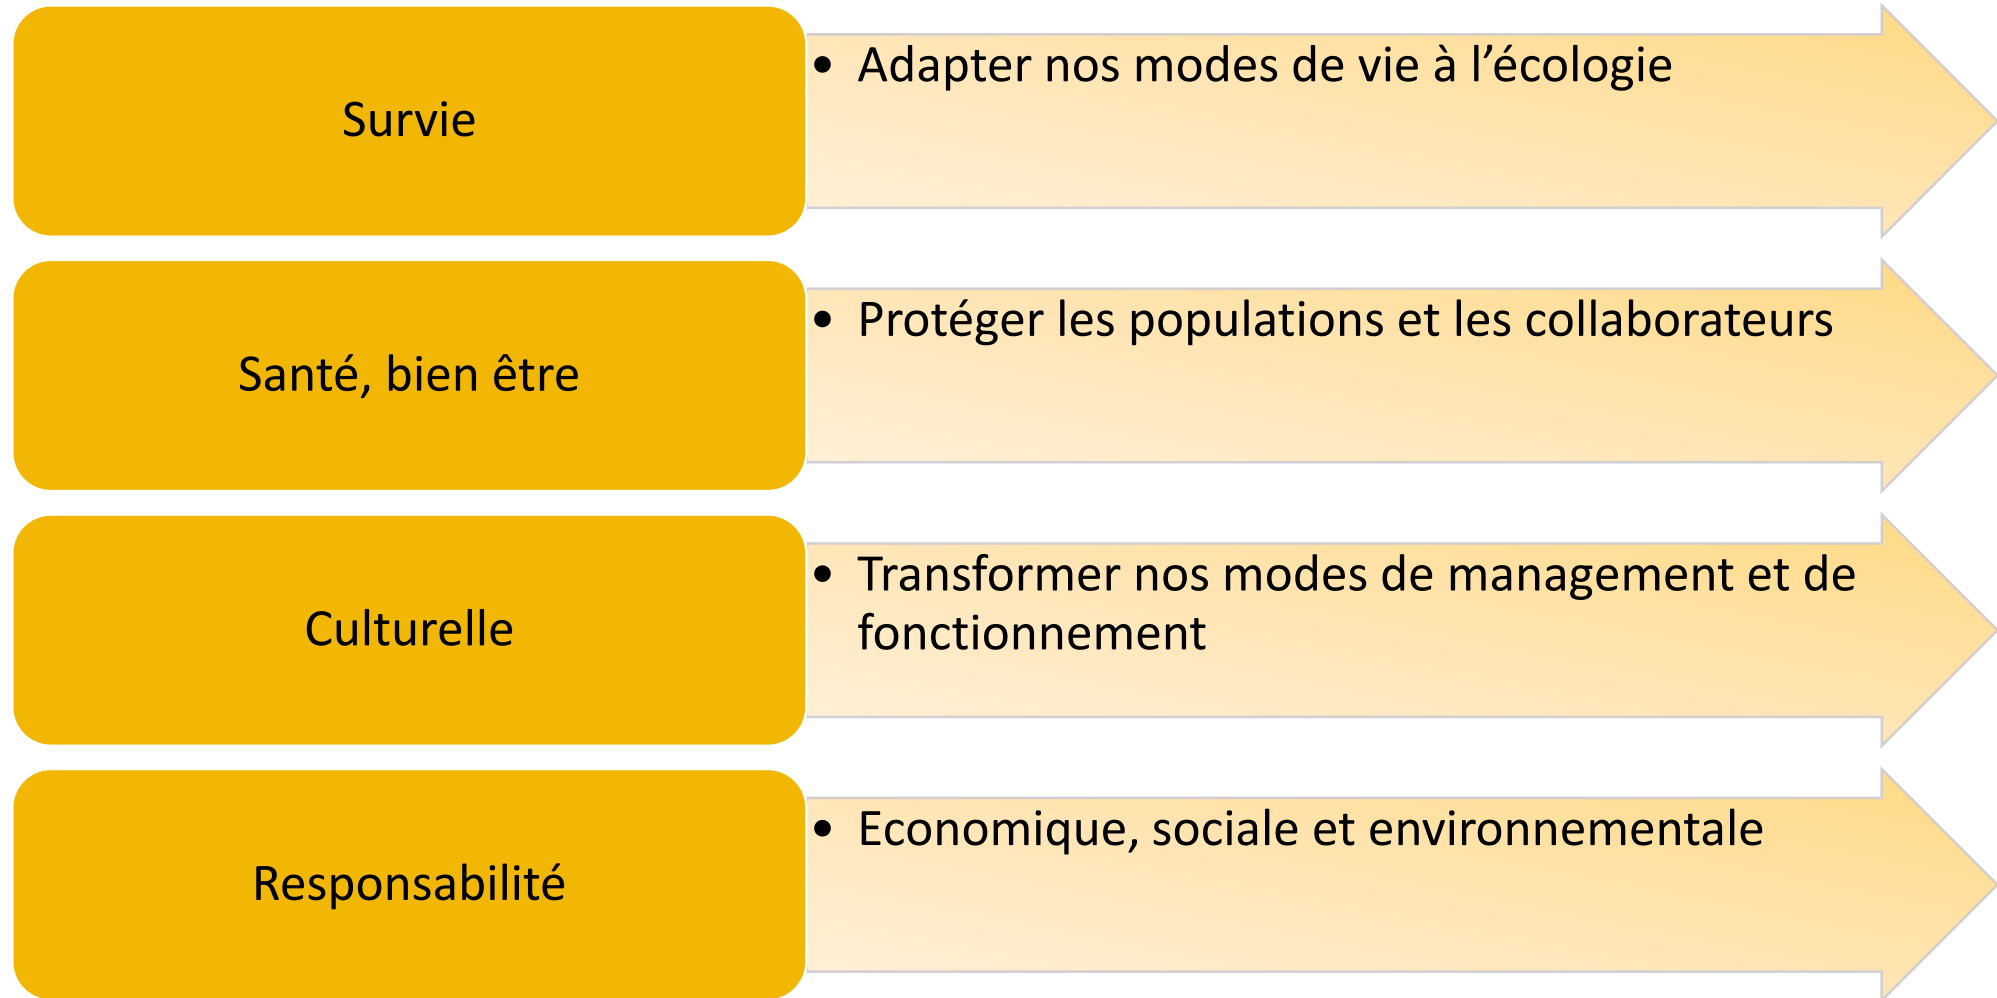 Survie
• Adapter nos modes de vie à l’écologie
Santé, bien être
• Protéger les populations et les collaborateurs
Culturelle
• Transformer nos modes de management et de
fonctionnement
Responsabilité
• Economique, sociale et environnementale